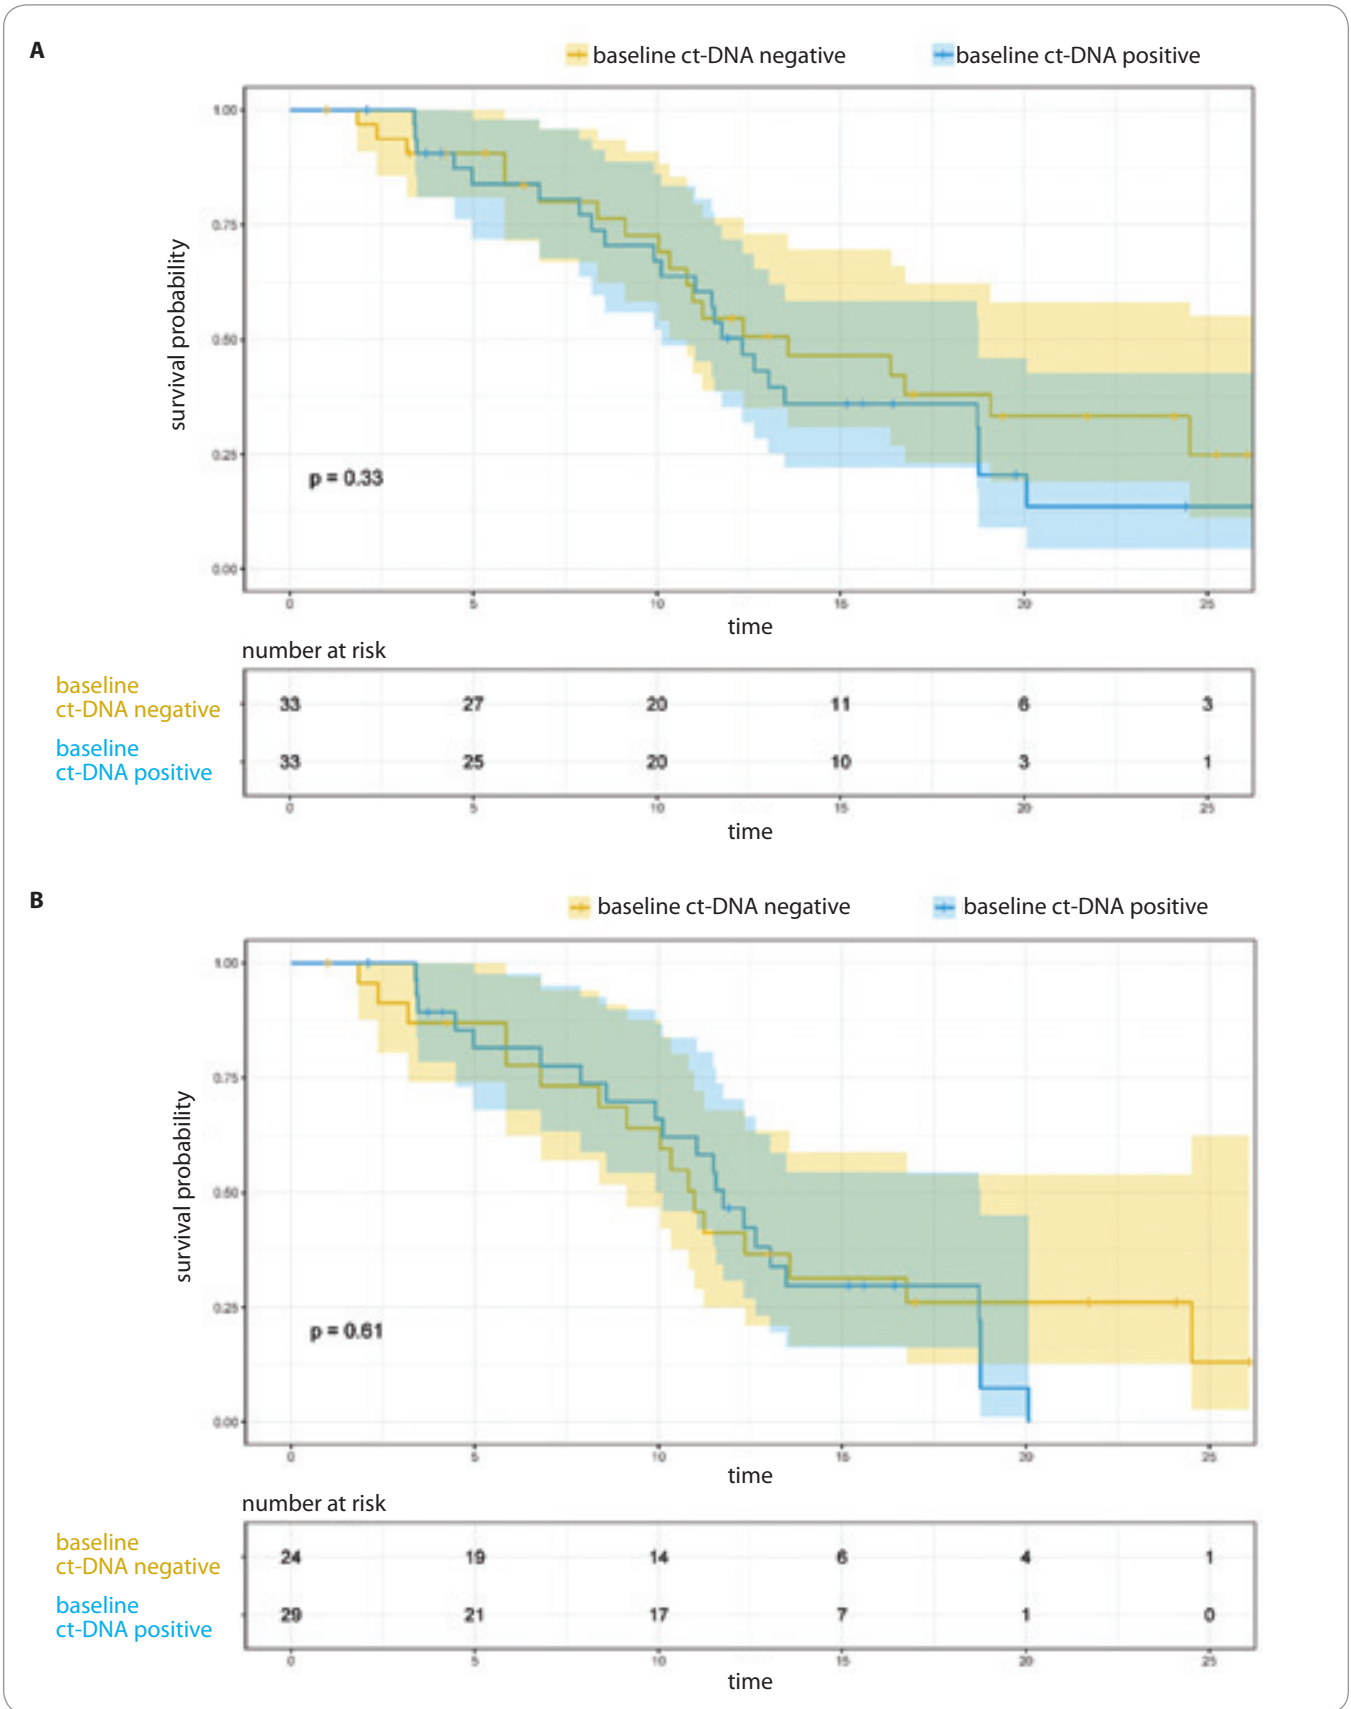 A
baseline ct-DNA negative baseline ct-DNA positive
1.00
0.75
0.50
0.25
0.00
survival probability
p = 0.33
0 5 10 15 20 25
time
number at risk
baseline
ct-DNA negative
33 27 20 11 6 3
baseline
ct-DNA positive
33 25 20 10 3 1
0 5 10 15 20 25
time
B
baseline ct-DNA negative baseline ct-DNA positive
1.00
0.75
0.50
0.25
0.00
survival probability
p = 0.61
0 5 10 15 20 25
time
number at risk
baseline
ct-DNA negative
24 19 14 6 4 1
baseline
ct-DNA positive
29 21 17 7 1 0
0 5 10 15 20 25
time